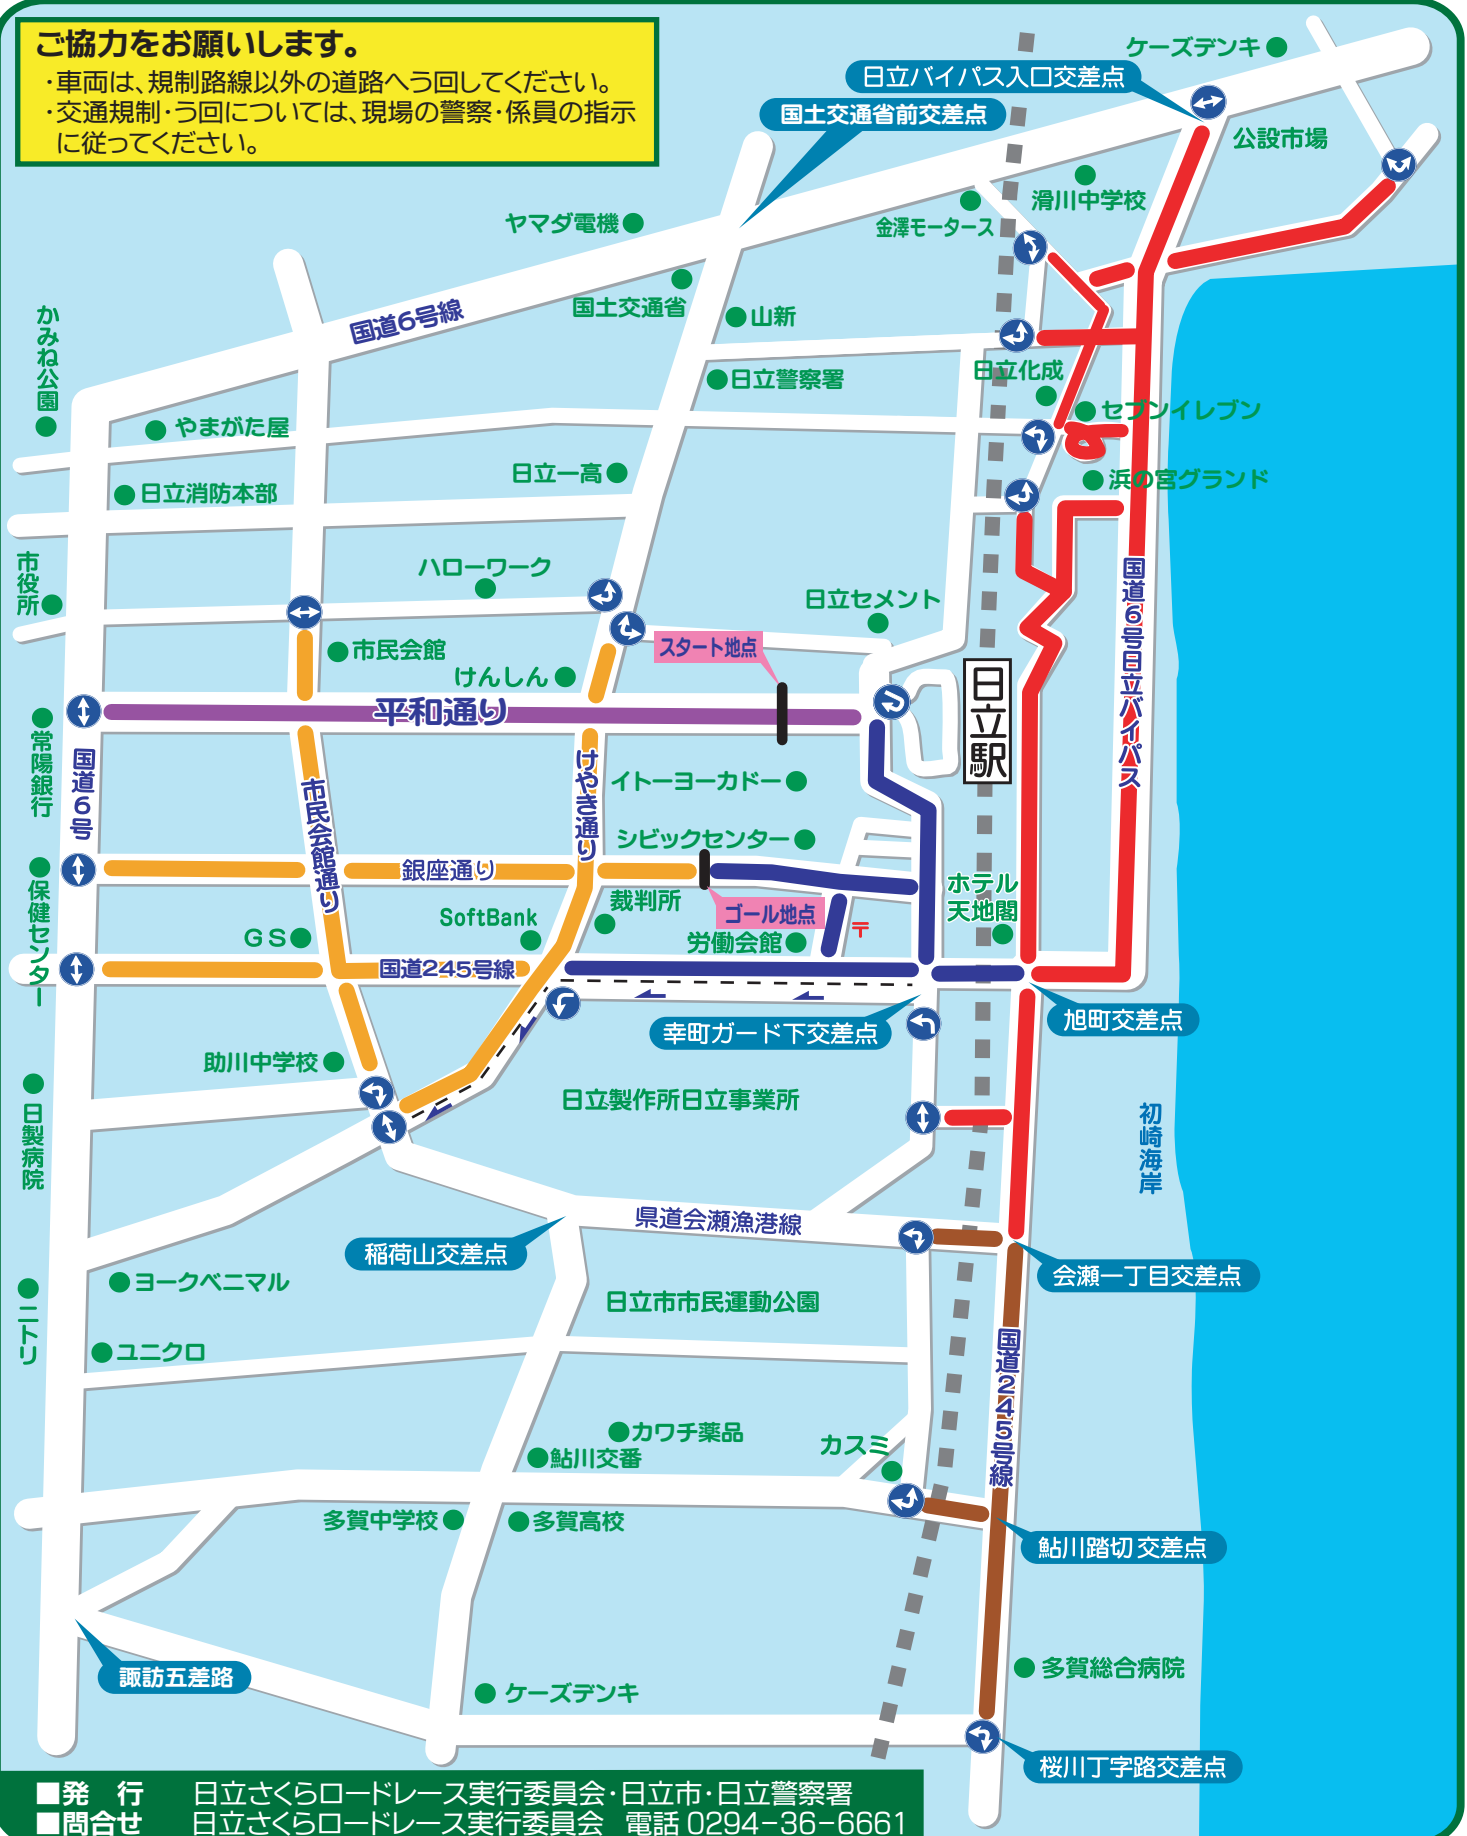 ご協力をお願いします。
・車両は、規制路線以外の道路へう回してください。
・交通規制・う回については、現場の警察・係員の指示
に従ってください。
ケーズデンキ
日立バイパス入口交差点
国土交通省前交差点
公設市場
滑川中学校
金澤モータース
ヤマダ電機
国土交通省
国道6号線
山新
かみね公園
日立化成
日立警察署
セブンイレブン
やまがた屋
日立一高
浜の宮グランド
日立消防本部
市役所
ハローワーク
日立セメント
国道6号日立バイパス
市民会館
スタート地点
けんしん
日立駅
平和通り
常陽銀行
国道6号
市民会館通り
けやき通り
イトーヨーカドー
シビックセンター
保健センター
銀座通り
ホテル
天地閣
裁判所
ゴール地点
SoftBank
〒
GS
労働会館
国道245号線
旭町交差点
幸町ガード下交差点
助川中学校
日製病院
日立製作所日立事業所
初崎海岸
県道会瀬漁港線
稲荷山交差点
会瀬一丁目交差点
ヨークベニマル
日立市市民運動公園
ニトリ
ユニクロ
国道245号線
カワチ薬品
カスミ
鮎川交番
多賀中学校
多賀高校
鮎川踏切交差点
諏訪五差路
多賀総合病院
ケーズデンキ
桜川丁字路交差点
■発 行 日立さくらロードレース実行委員会・日立市・日立警察署
■問合せ 日立さくらロードレース実行委員会 電話 0294-36-6661